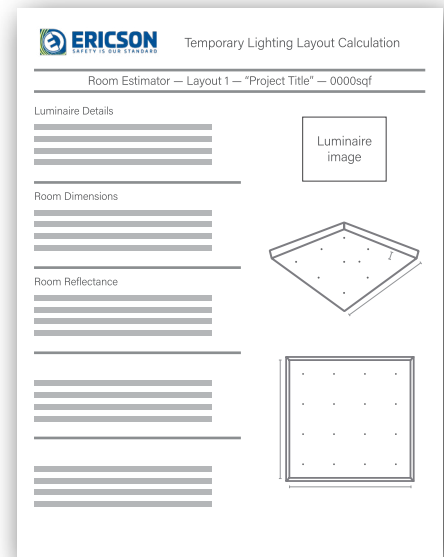 ERICSON
SAFETY IS OUR STANDARD
Temporary Lighting Layout Calculation
Room Estimator — Layout 1 — “Project Title” — 0000sqf
Luminaire Details
Luminaire
image
Room Dimensions
Room Reflectance